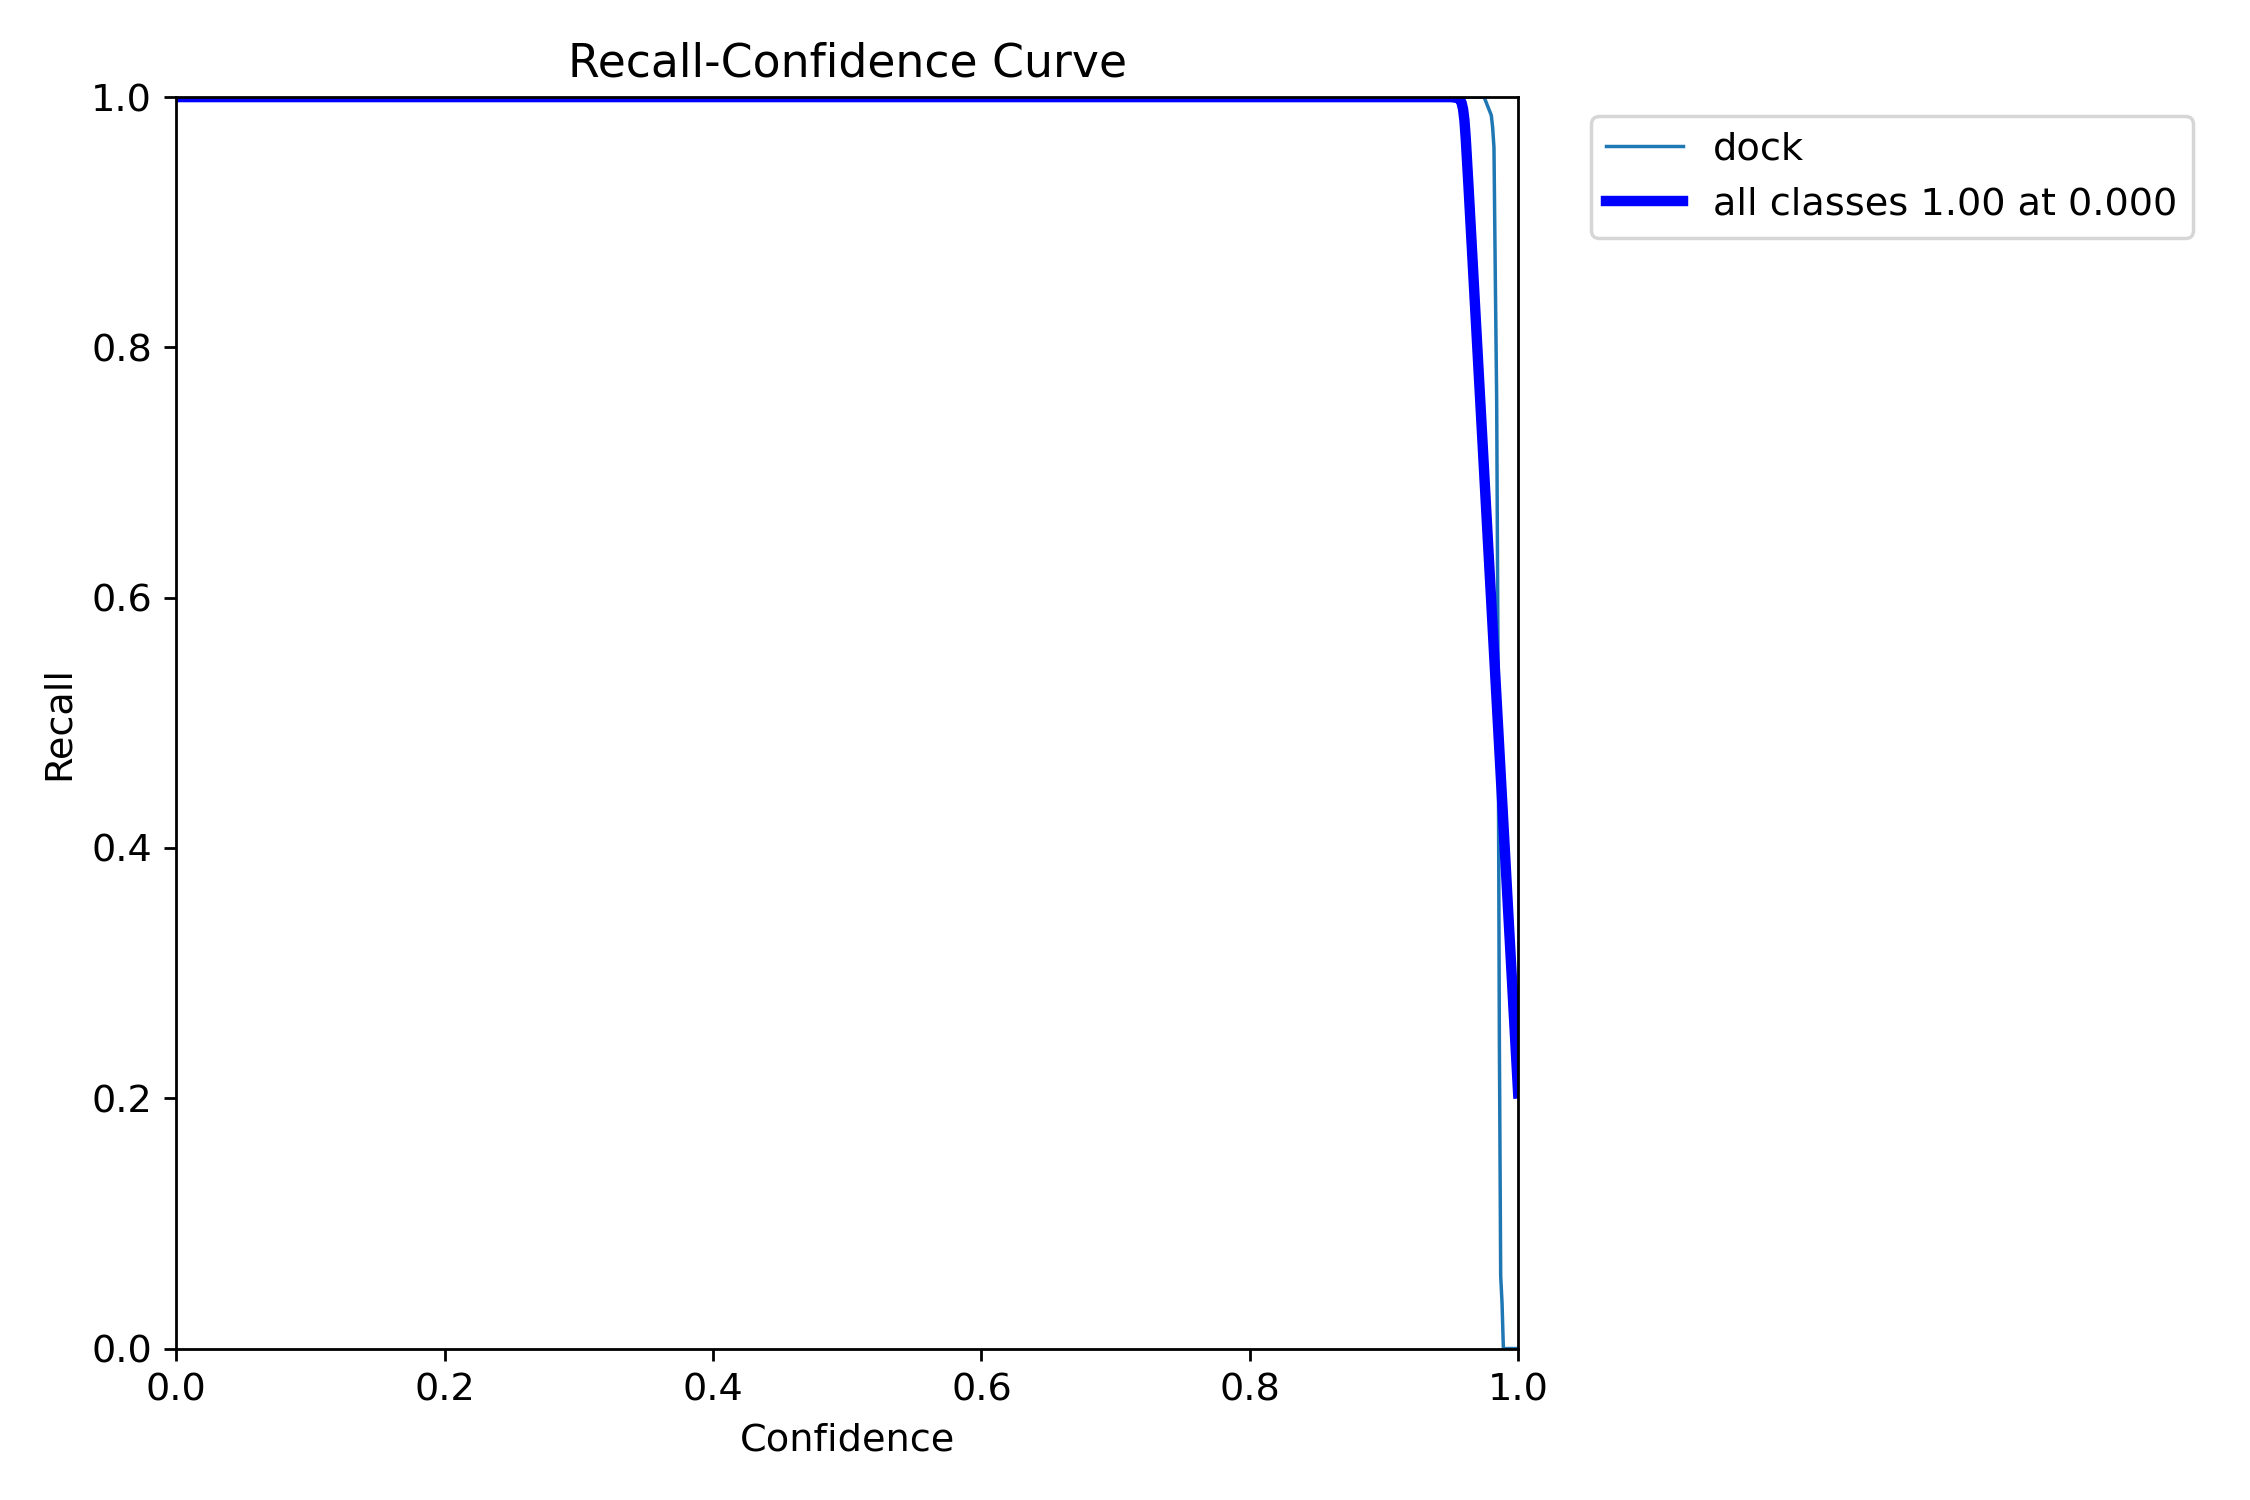 Recall-Confidence Curve
1.0
0.8
0.6
0.4
0.2
0.0
Recall
0.0 0.2 0.4 0.6 0.8 1.0
Confidence
dock
all classes 1.00 at 0.000